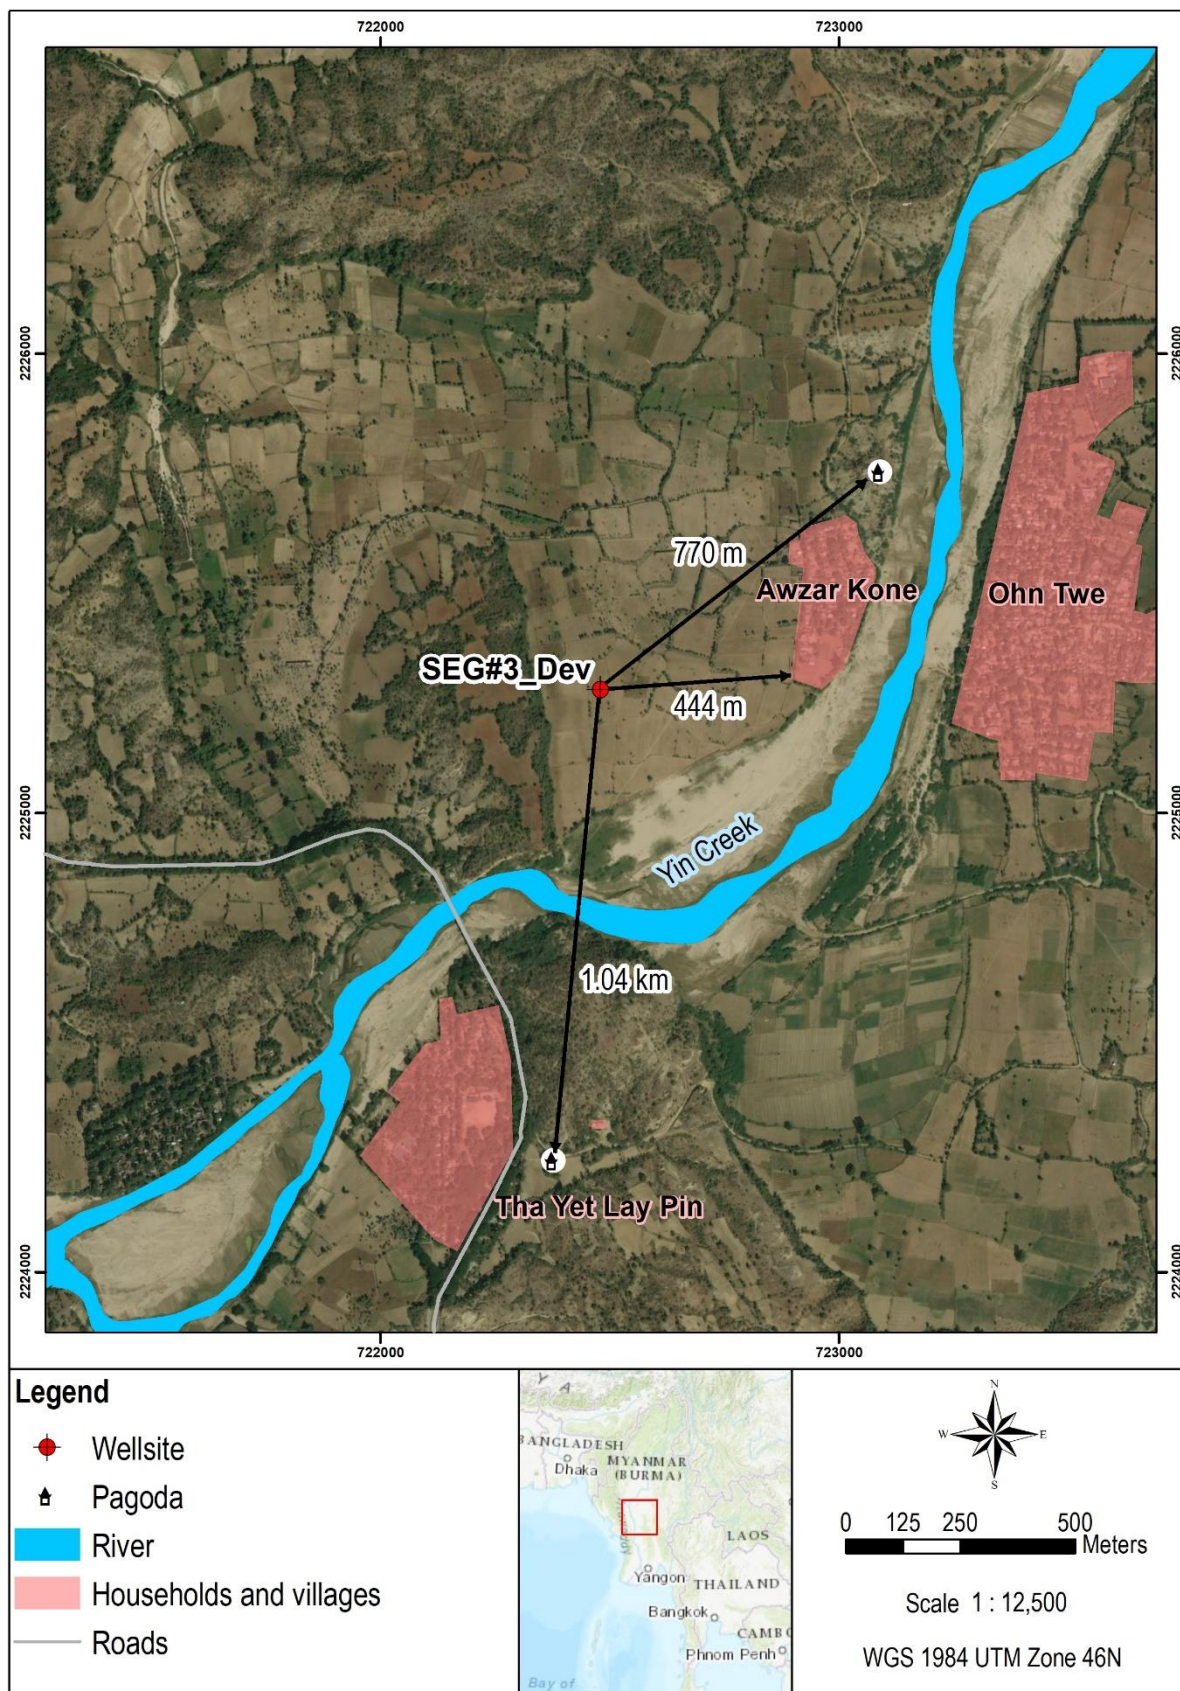 722000
723000
2226000
2226000
770 m
Awzar Kone
Ohn Twe
SEG#3_Dev
444 m
2225000
2225000
Yin Creek
1.04 km
Tha Yet Lay Pin
2224000
2224000
722000
723000
Legend
Wellsite
Pagoda
River
Households and villages
Roads
BANGLADESH
Dhaka
MYANMAR
(BURMA)
LAOS
Yangon
THAILAND
Bangkok
CAMBO
Phnom Penh
Bay of
N
W
E
S
0 125 250 500
Meters
Scale 1 : 12,500
WGS 1984 UTM Zone 46N